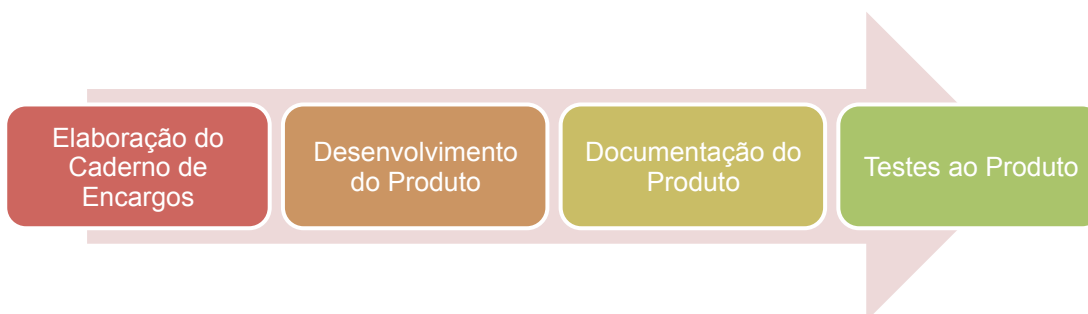 Elaboração do
Caderno de
Encargos
Desenvolvimento
do Produto
Documentação do
Produto
Testes ao Produto